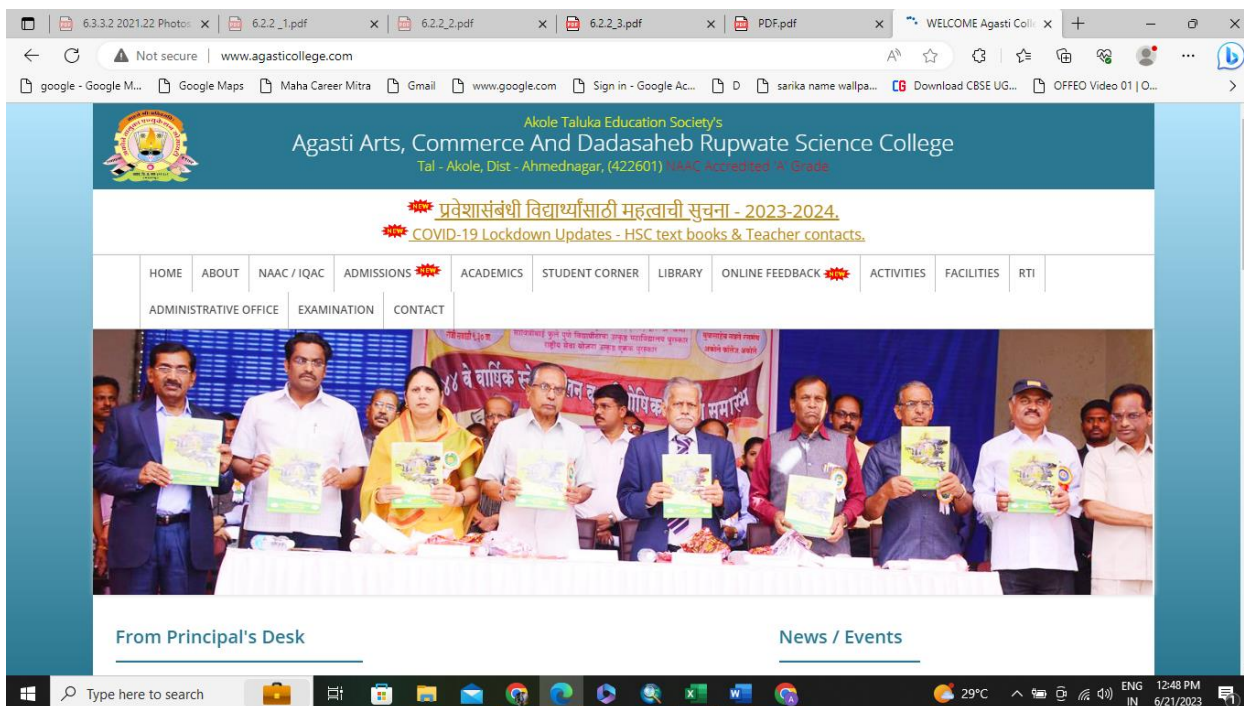 6.3.3.2 2021.22 Photos
6.2.2 _1.pdf
6.2.2_2.pdf
6.2.2_3.pdf
PDF.pdf
WELCOME Agasti Coll
Not secure | www.agasticollege.com
google - Google M...
Google Maps
Maha Career Mitra
Gmail
www.google.com
Sign in - Google Ac...
D
sarika name wallpa...
CG Download CBSE UG...
OFFEO Video 01 | O...
Akole Taluka Education Society's
Agasti Arts, Commerce And Dadasaheb Rupwate Science College
Tal - Akole, Dist - Ahmednagar, (422601) NAAC Accredited 'A' Grade
NEW प्रवेशासंबंधी विद्यार्थ्यांसाठी महत्वाची सुचना - 2023-2024.
NEW COVID-19 Lockdown Updates - HSC text books & Teacher contacts.
HOME ABOUT NAAC / IQAC ADMISSIONS NEW ACADEMICS STUDENT CORNER LIBRARY ONLINE FEEDBACK NEW ACTIVITIES FACILITIES RTI
ADMINISTRATIVE OFFICE EXAMINATION CONTACT
४४ वे वार्षिक
समारंभ
From Principal's Desk
News / Events
Type here to search
29°C
ENG
IN
12:48 PM
6/21/2023